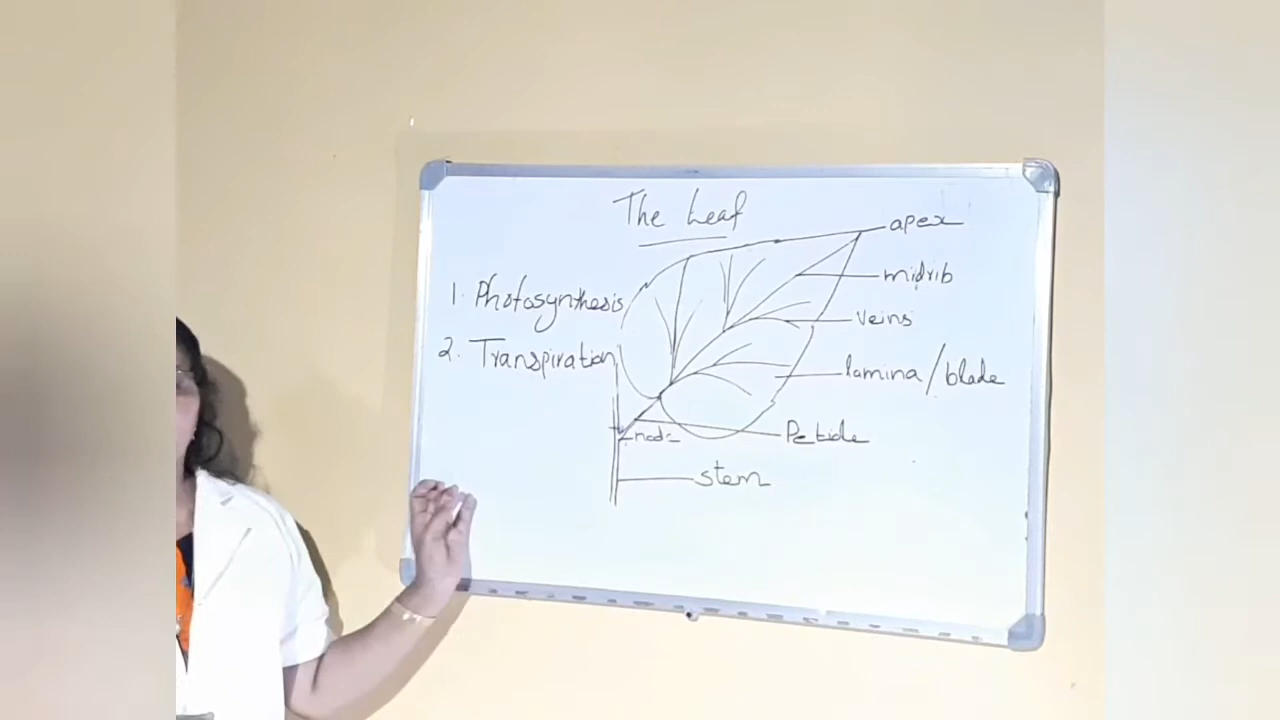 The Leaf
apex
midrib
1. Photosynthesis
veins
2. Transpiration
lamina/blade
node
Petiole
stem